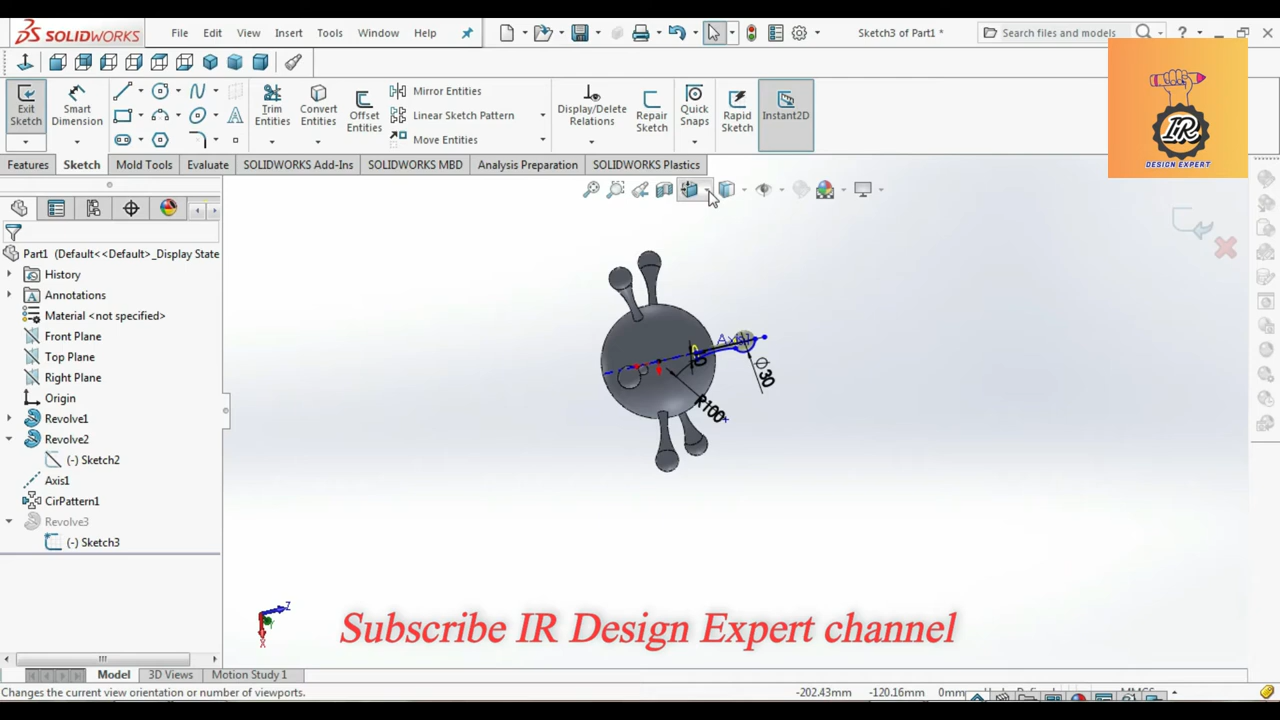 SOLIDWORKS
File
Edit
View
Insert
Tools
Window
Help
Sketch3 of Part1 *
Search files and models
IR
DESIGN EXPERT
Exit Sketch
Smart Dimension
Trim Entities
Convert Entities
Offset Entities
Mirror Entities
Linear Sketch Pattern
Move Entities
Display/Delete Relations
Repair Sketch
Quick Snaps
Rapid Sketch
Instant2D
Features
Sketch
Mold Tools
Evaluate
SOLIDWORKS Add-Ins
SOLIDWORKS MBD
Analysis Preparation
SOLIDWORKS Plastics
Part1 (Default<<Default>_Display State
History
Annotations
Material <not specified>
Front Plane
Top Plane
Right Plane
Origin
Revolve1
Revolve2
(-) Sketch2
Axis1
CirPattern1
Revolve3
(-) Sketch3
Axis1
Ø30
R100
Z
X
Subscribe IR Design Expert channel
Model
3D Views
Motion Study 1
Changes the current view orientation or number of viewports.
-202.43mm
-120.16mm